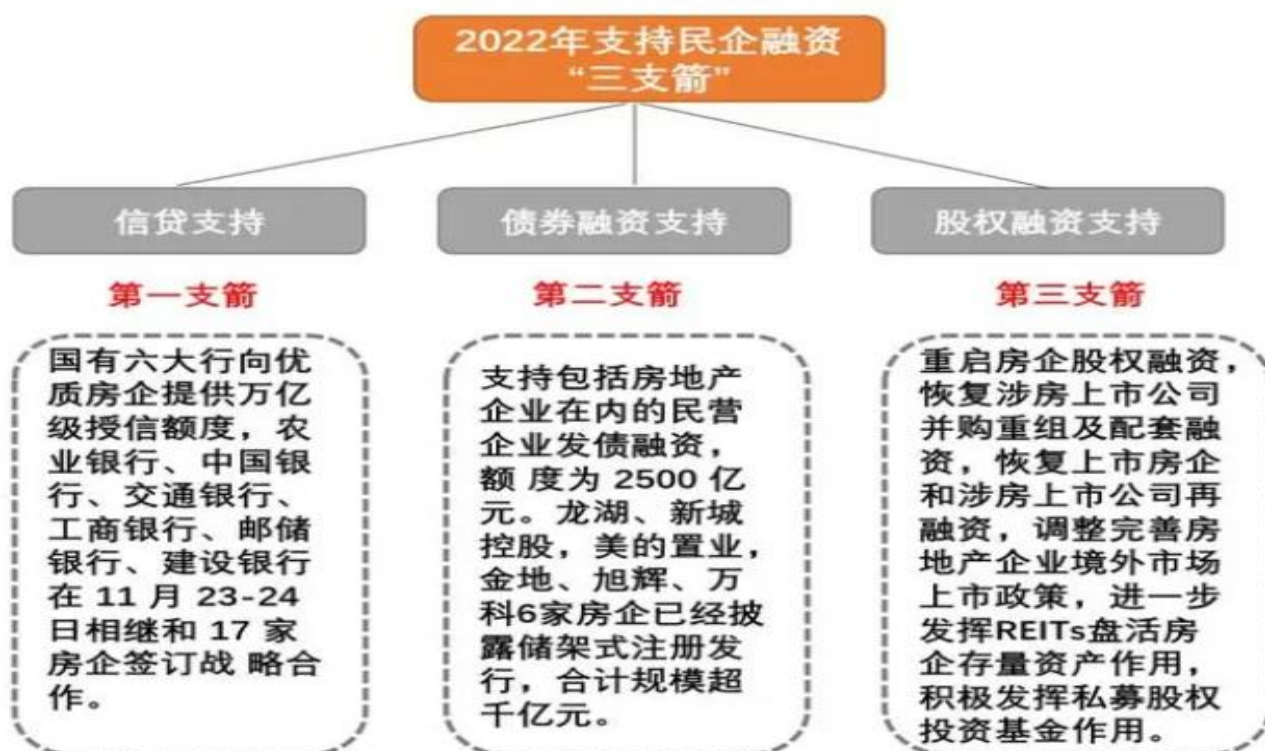 2022年支持民企融资
“三支箭”
信贷支持
第一支箭
国有六大行向优
质房企提供万亿
级授信额度，农
业银行、中国银
行、交通银行、
工商银行、邮储
银行、建设银行
在 11 月 23-24
日相继和 17 家
房企签订战 略合
作。
债券融资支持
第二支箭
支持包括房地产
企业在内的民营
企业发债融资，
额 度为 2500 亿
元。龙湖、新城
控股，美的置业，
金地、旭辉、万
科6家房企已经披
露储架式注册发
行，合计规模超
千亿元。
股权融资支持
第三支箭
重启房企股权融资，
恢复涉房上市公司
并购重组及配套融
资，恢复上市房企
和涉房上市公司再
融资，调整完善房
地产企业境外市场
上市政策，进一步
发挥REITs盘活房
企存量资产作用，
积极发挥私募股权
投资基金作用。